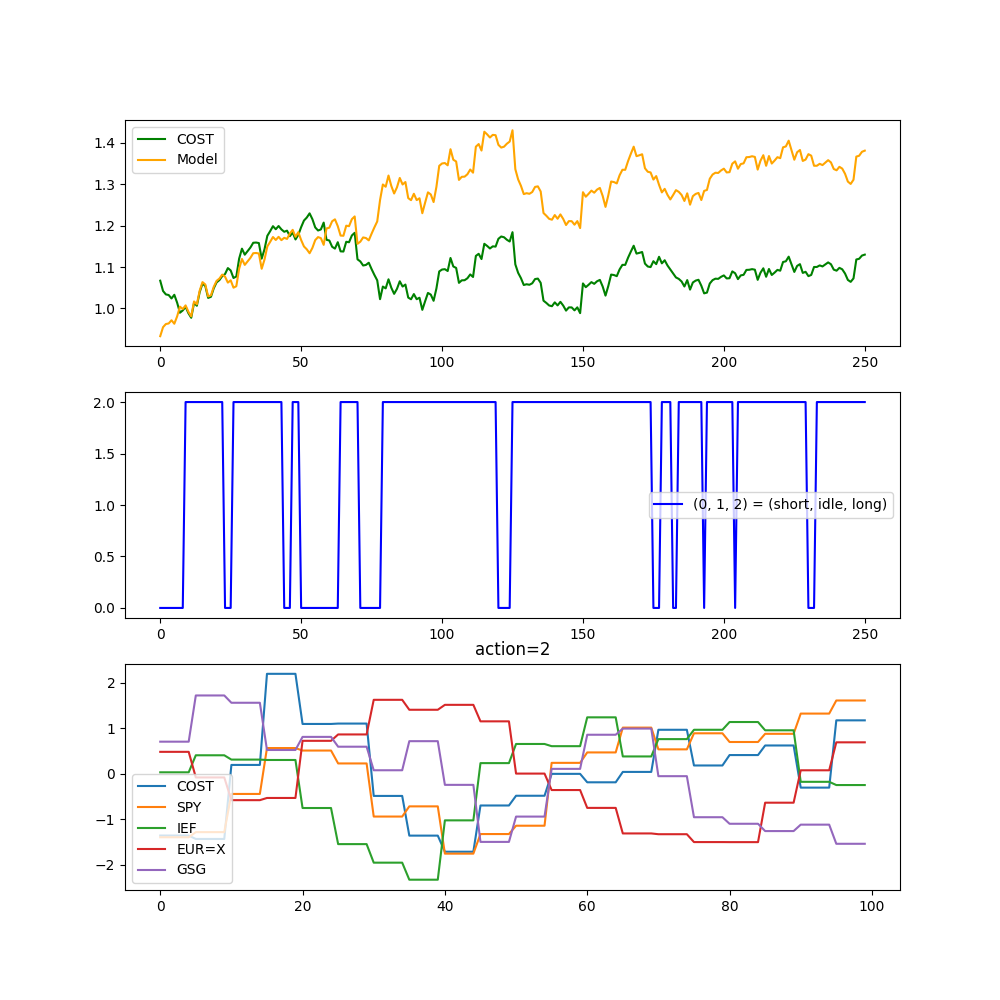 COST
Model
1.4
1.3
1.2
1.1
1.0
0 50 100 150 200 250
2.0
1.5
1.0
0.5
0.0
(0, 1, 2) = (short, idle, long)
0 50 100 150 200 250
action=2
2
1
0
−1
−2
COST
SPY
IEF
EUR=X
GSG
0 20 40 60 80 100